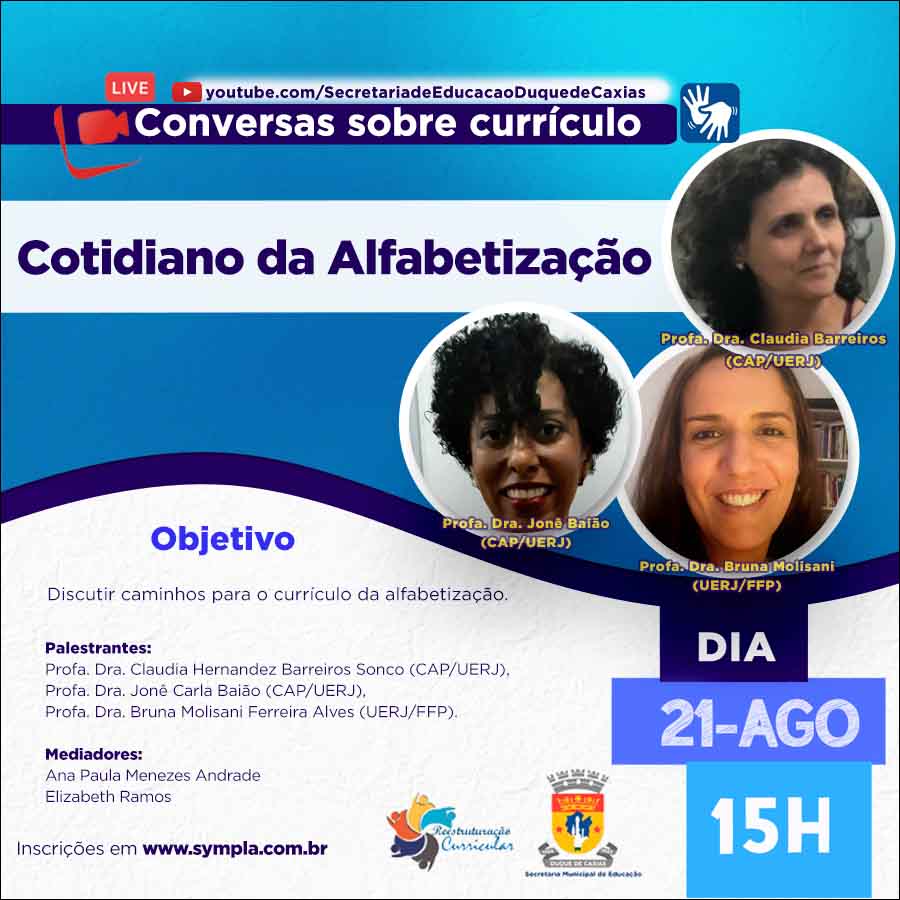 LIVE
youtube.com/SecretariadeEducacaoDuquedeCaxias
Conversas sobre currículo
Cotidiano da Alfabetização
Profa. Dra. Claudia Barreiros
(CAP/UERJ)
Profa. Dra. Jonê Baião
(CAP/UERJ)
Profa. Dra. Bruna Molisani
(UERJ/FFP)
Objetivo
Discutir caminhos para o currículo da alfabetização.
Palestrantes:
Profa. Dra. Claudia Hernandez Barreiros Sonco (CAP/UERJ),
Profa. Dra. Jonê Carla Baião (CAP/UERJ),
Profa. Dra. Bruna Molisani Ferreira Alves (UERJ/FFP).
Mediadores:
Ana Paula Menezes Andrade
Elizabeth Ramos
Inscrições em www.sympla.com.br
Reestruturação
Curricular
DUQUE DE CAXIAS
Secretaria Municipal de Educação
DIA
21-AGO
15H